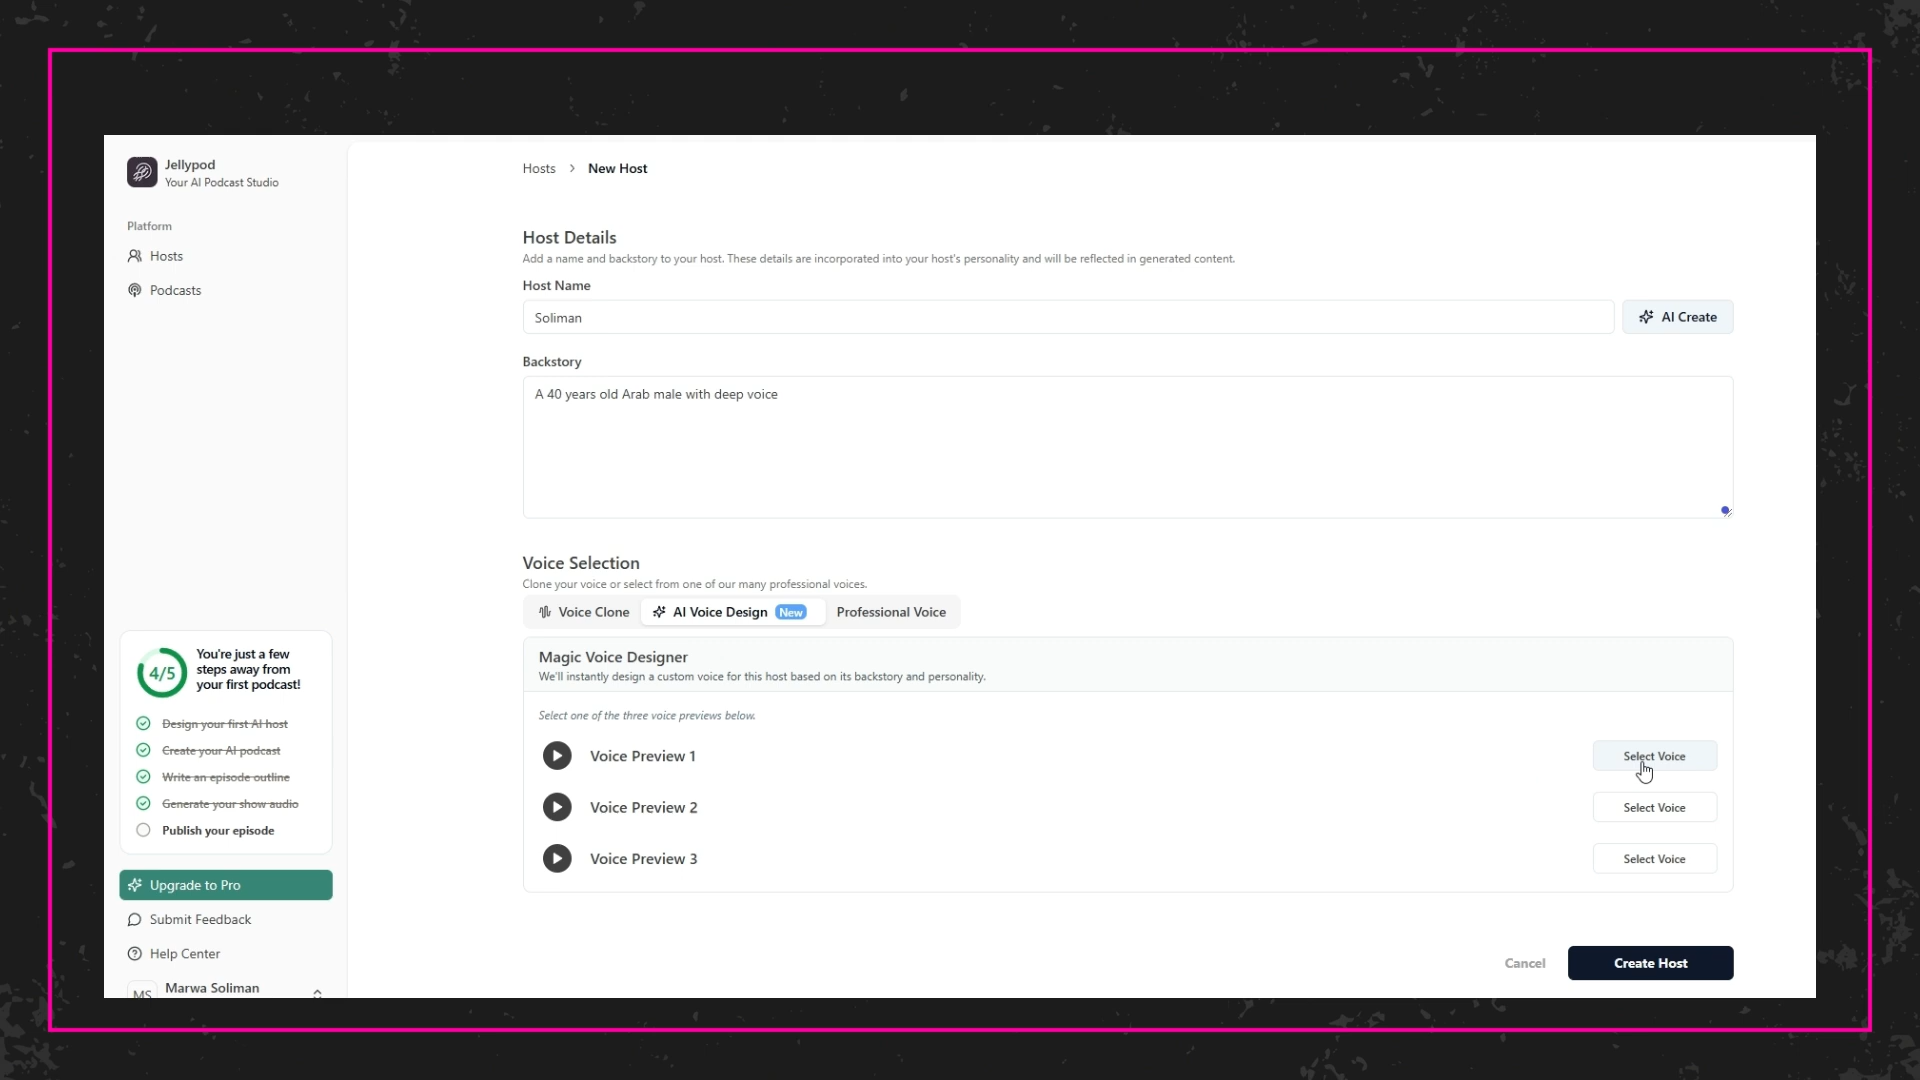 Jellypod
Your AI Podcast Studio
Platform
Hosts
Podcasts
You're just a few
steps away from
your first podcast!
4/5
Design your first AI host
Create your AI podcast
Write an episode outline
Generate your show audio
Publish your episode
Upgrade to Pro
Submit Feedback
Help Center
MS
Marwa Soliman
Hosts > New Host
Host Details
Add a name and backstory to your host. These details are incorporated into your host's personality and will be reflected in generated content.
Host Name
Soliman
AI Create
Backstory
A 40 years old Arab male with deep voice
Voice Selection
Clone your voice or select from one of our many professional voices.
Voice Clone AI Voice Design New Professional Voice
Magic Voice Designer
We'll instantly design a custom voice for this host based on its backstory and personality.
Select one of the three voice previews below.
Voice Preview 1 Select Voice
Voice Preview 2 Select Voice
Voice Preview 3 Select Voice
Cancel Create Host